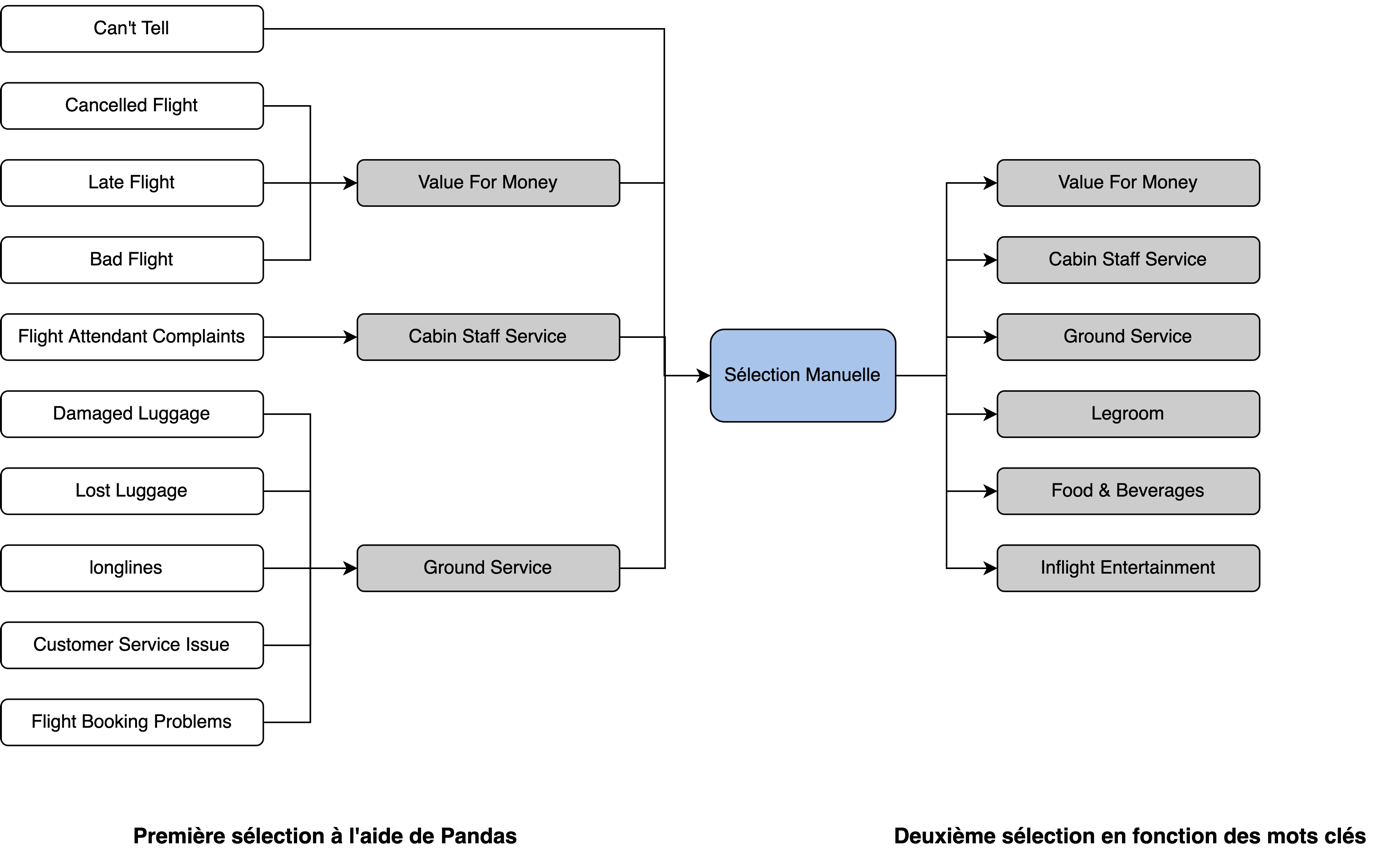 Can't Tell
Cancelled Flight
Late Flight
Bad Flight
Flight Attendant Complaints
Damaged Luggage
Lost Luggage
longlines
Customer Service Issue
Flight Booking Problems
Value For Money
Cabin Staff Service
Ground Service
Sélection Manuelle
Value For Money
Cabin Staff Service
Ground Service
Legroom
Food & Beverages
Inflight Entertainment
Première sélection à l'aide de Pandas
Deuxième sélection en fonction des mots clés